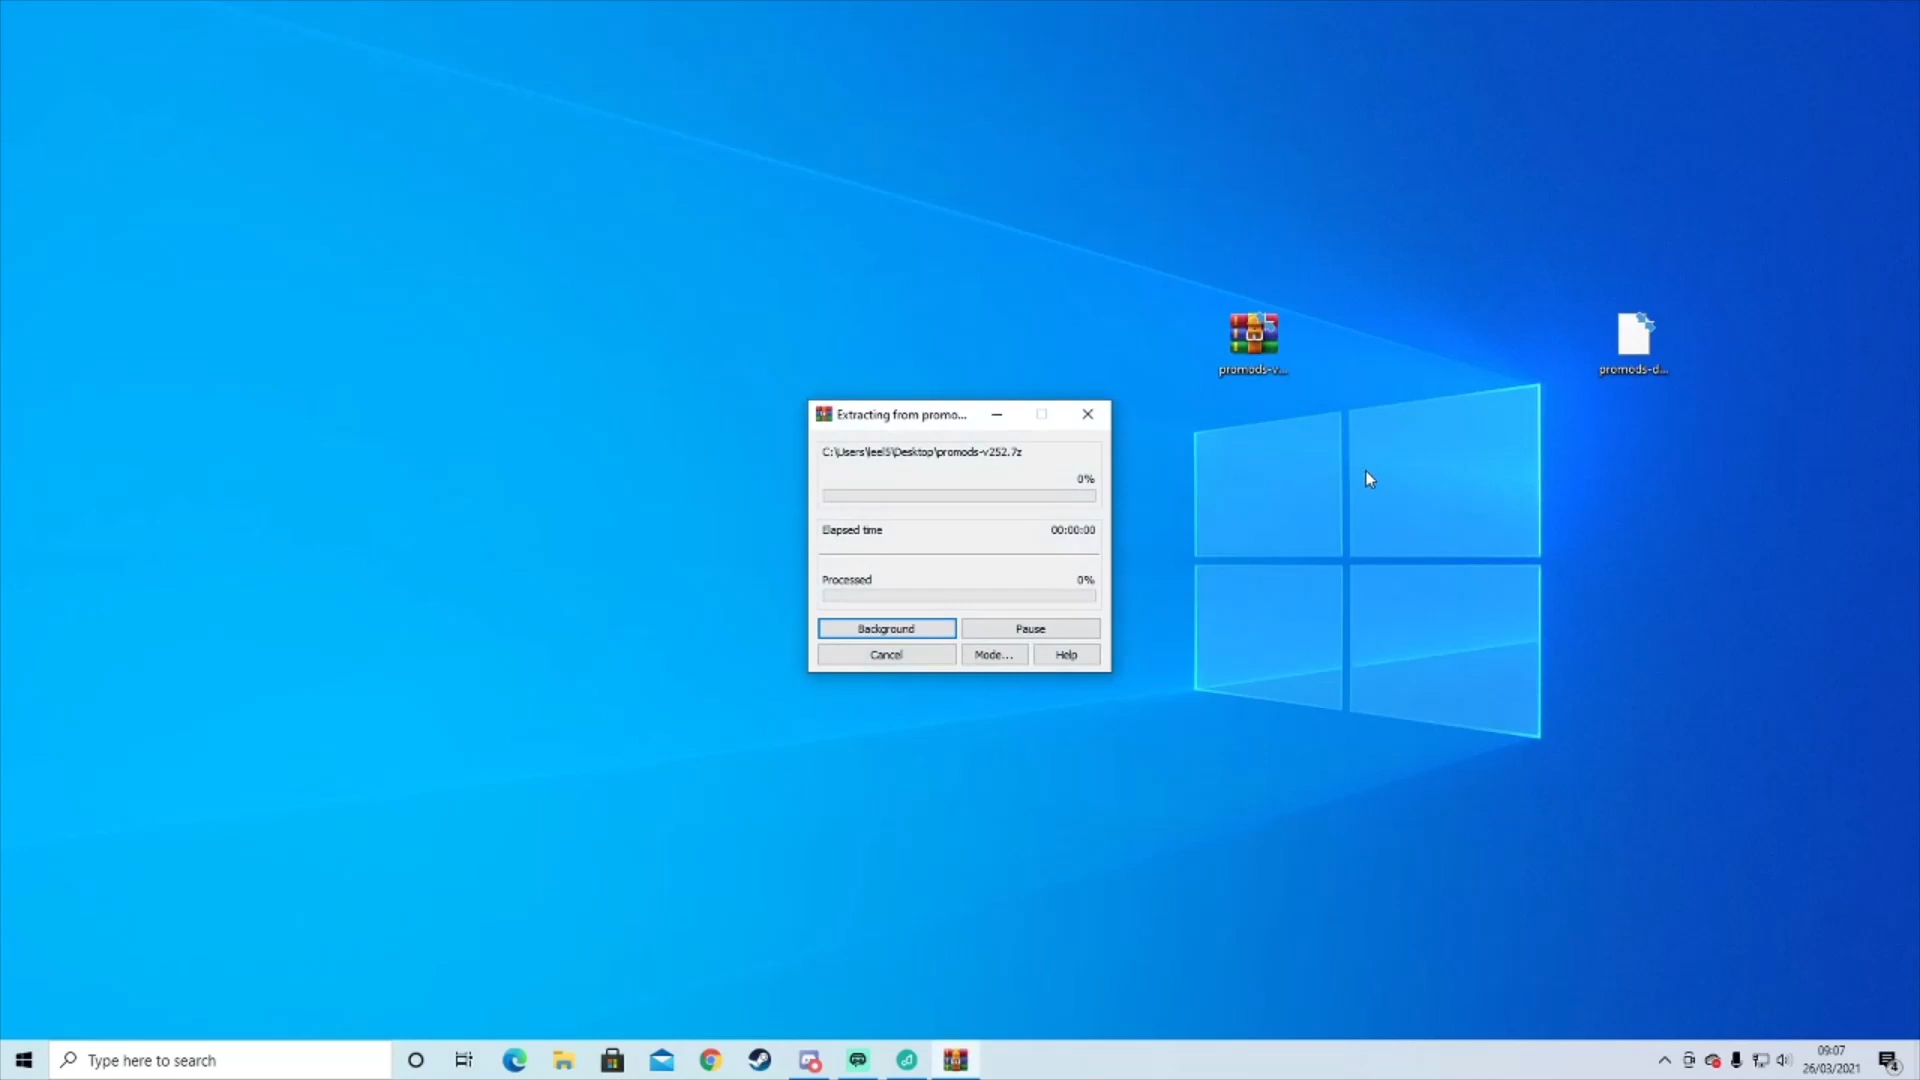 promods-v...
promods-d...
Extracting from promo...
C:\Users\leel5\Desktop\promods-v252.7z
0%
Elapsed time 00:00:00
Processed 0%
Background Pause
Cancel Mode... Help
Type here to search
09:07
26/03/2021
4